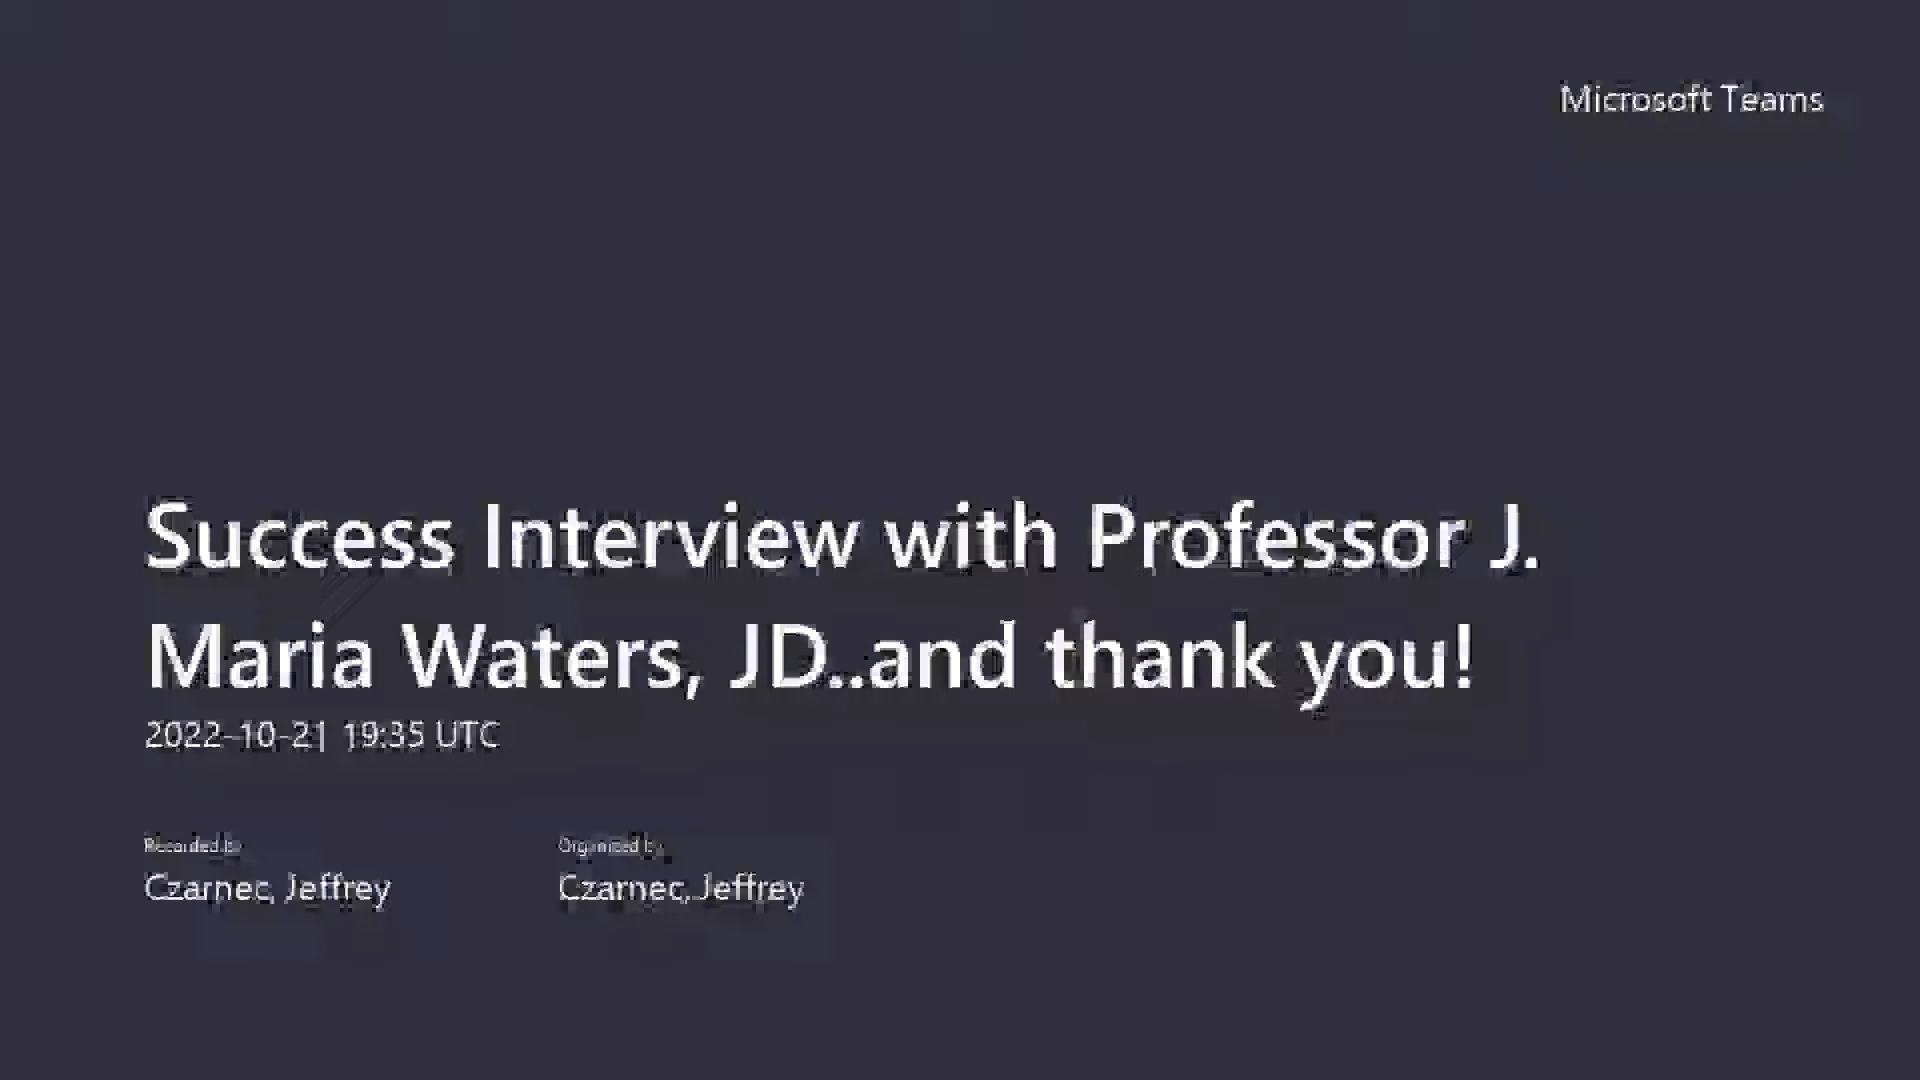 Microsoft Teams
Success Interview with Professor J.
Maria Waters, JD..and thank you!
2022-10-21 19:35 UTC
Recorded by
Organized by
Czarnec, Jeffrey
Czarnec, Jeffrey